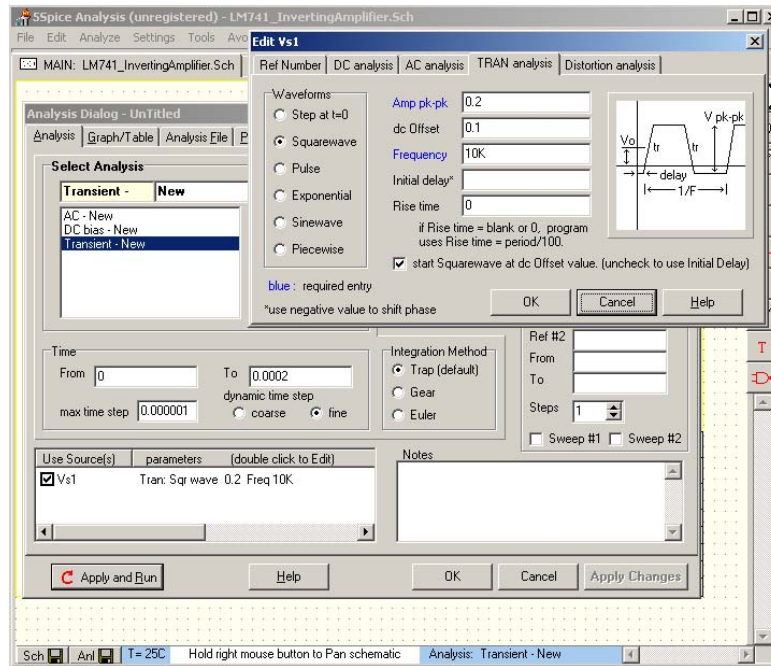 5Spice Analysis (unregistered) - LM741_InvertingAmplifier.Sch
File Edit Analyze Settings Tools Avo
MAIN: LM741_InvertingAmplifier.Sch
Edit Vs1
Ref Number DC analysis AC analysis TRAN analysis Distortion analysis
Waveforms
Step at t=0
Squarewave
Pulse
Exponential
Sinewave
Piecewise
Amp pk-pk 0.2
dc Offset 0.1
Frequency 10K
Initial delay*
Rise time 0
if Rise time = blank or 0, program
uses Rise time = period/100.
start Squarewave at dc Offset value. (uncheck to use Initial Delay)
V pk-pk
Vo
tr tr
delay
1/F
blue : required entry
*use negative value to shift phase
OK Cancel Help
Analysis Dialog - UnTitled
Analysis Graph/Table Analysis File P
Select Analysis
Transient - New
AC - New
DC bias - New
Transient - New
Time
From 0 To 0.0002
max time step 0.000001
dynamic time step
coarse fine
Integration Method
Trap (default)
Gear
Euler
Ref #2
From
To
Steps 1
Sweep #1 Sweep #2
Use Source(s) parameters (double click to Edit)
Vs1 Tran: Sqr wave 0.2 Freq 10K
Notes
Apply and Run Help OK Cancel Apply Changes
T
Sch Anl T= 25C Hold right mouse button to Pan schematic Analysis: Transient - New